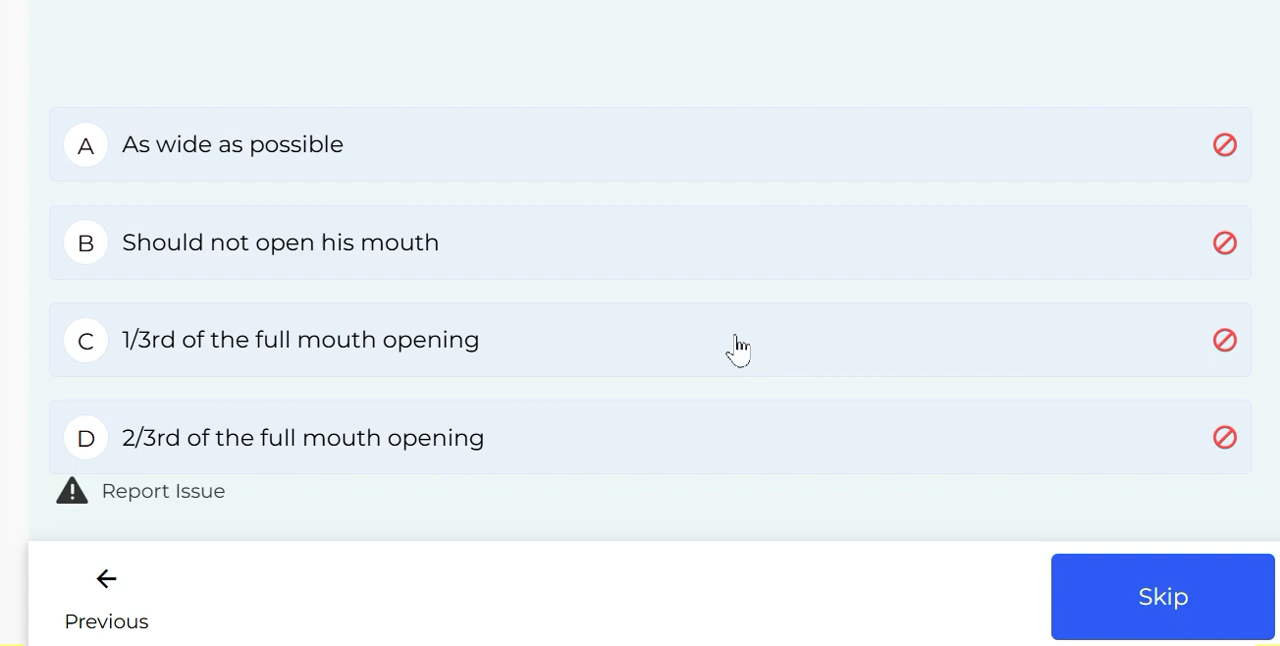 A As wide as possible
B Should not open his mouth
C 1/3rd of the full mouth opening
D 2/3rd of the full mouth opening
Report Issue
Previous
Skip